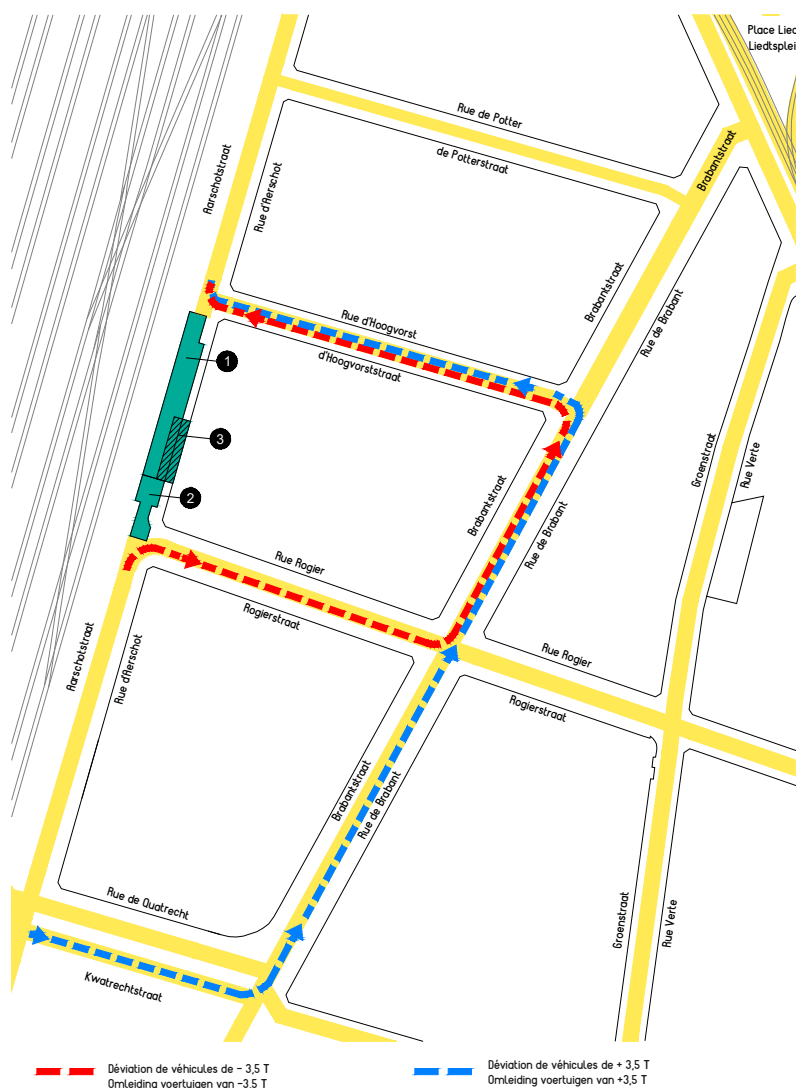 Place Lied
Liedtsplei
Rue de Potter
de Potterstraat
Brabantstraat
Aarschotstraat
Rue d'Aerschot
Brabantstraat
Rue de Brabant
Rue d'Hoogvorst
d'Hoogvorststraat
1
3
2
Groenstraat
Rue Verte
Brabantstraat
Rue de Brabant
Rue Rogier
Rogierstraat
Rue Rogier
Rogierstraat
Aarschotstraat
Rue d'Aerschot
Brabantstraat
Rue de Brabant
Rue de Quatrecht
Kwatrechtstraat
Groenstraat
Rue Verte
Déviation de véhicules de - 3,5 T
Omleiding voertuigen van -3.5 T
Déviation de véhicules de + 3,5 T
Omleiding voertuigen van +3,5 T